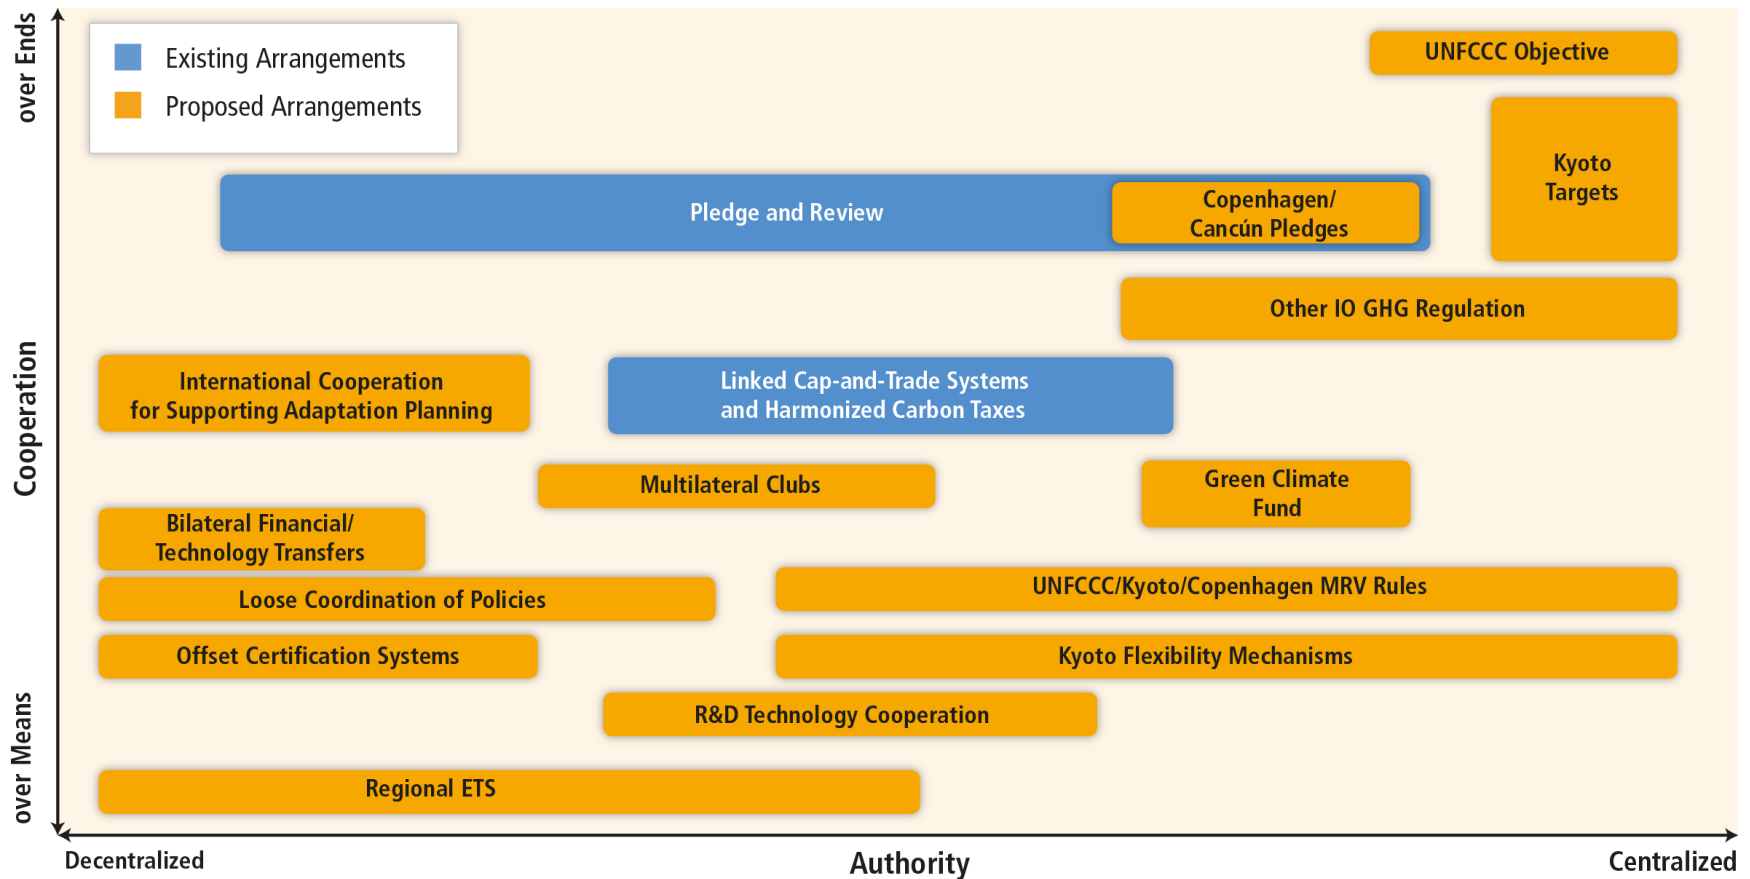 over Ends
Cooperation
over Means
Existing Arrangements
Proposed Arrangements
UNFCCC Objective
Kyoto
Targets
Pledge and Review
Copenhagen/
Cancún Pledges
Other IO GHG Regulation
International Cooperation
for Supporting Adaptation Planning
Linked Cap-and-Trade Systems
and Harmonized Carbon Taxes
Multilateral Clubs
Green Climate
Fund
Bilateral Financial/
Technology Transfers
Loose Coordination of Policies
UNFCCC/Kyoto/Copenhagen MRV Rules
Offset Certification Systems
Kyoto Flexibility Mechanisms
R&D Technology Cooperation
Regional ETS
Decentralized
Authority
Centralized